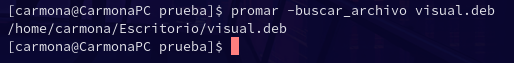 [carmona@CarmonaPC prueba]$ promar -buscar_archivo visual.deb
/home/carmona/Escritorio/visual.deb
[carmona@CarmonaPC prueba]$